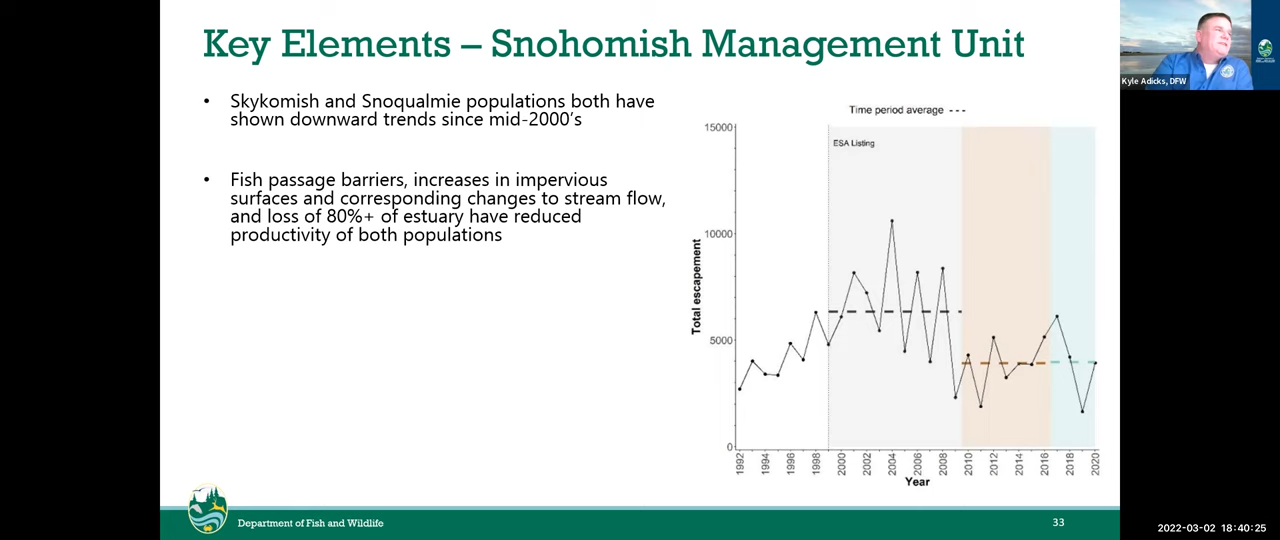 Key Elements – Snohomish Management Unit
• Skykomish and Snoqualmie populations both have
shown downward trends since mid-2000's
• Fish passage barriers, increases in impervious
surfaces and corresponding changes to stream flow,
and loss of 80%+ of estuary have reduced
productivity of both populations
Time period average
ESA Listing
15000
10000
5000
0
Total escapement
1992 1994 1996 1998 2000 2002 2004 2006 2008 2010 2012 2014 2016 2018 2020
Year
Department of Fish and Wildlife
33
Kyle Adicks, DFW
2022-03-02 18:40:25